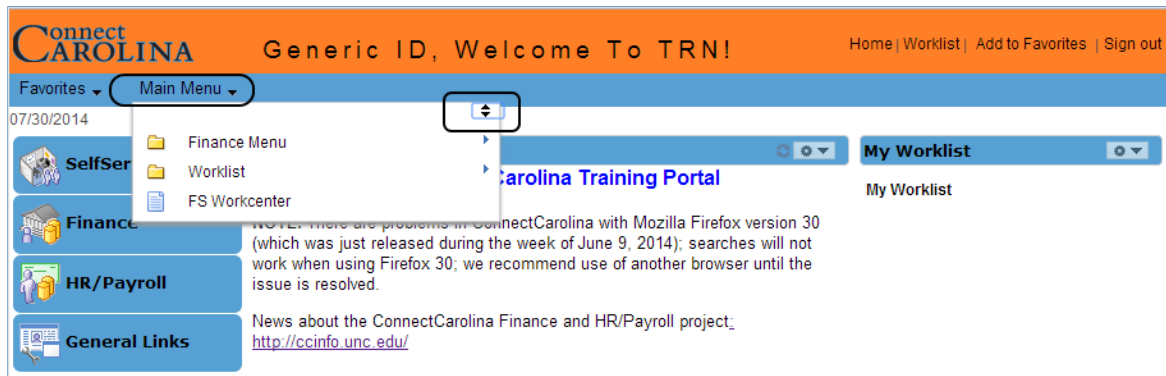 Connect
CAROLINA
Generic ID, Welcome To TRN!
Home | Worklist | Add to Favorites | Sign out
Favorites Main Menu
07/30/2014
Finance Menu
Worklist
FS Workcenter
SelfSer
Finance
HR/Payroll
General Links
Carolina Training Portal
NOTE: There are problems in ConnectCarolina with Mozilla Firefox version 30
(which was just released during the week of June 9, 2014); searches will not
work when using Firefox 30; we recommend use of another browser until the
issue is resolved.
News about the ConnectCarolina Finance and HR/Payroll project:
http://ccinfo.unc.edu/
My Worklist
My Worklist